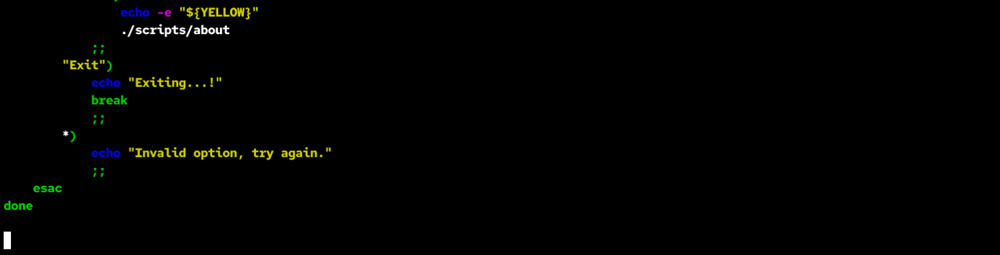 echo -e "${YELLOW}"
                ./scripts/about
            ;;
        "Exit")
            echo "Exiting...!"
            break
            ;;
        *)
            echo "Invalid option, try again."
            ;;
    esac
done